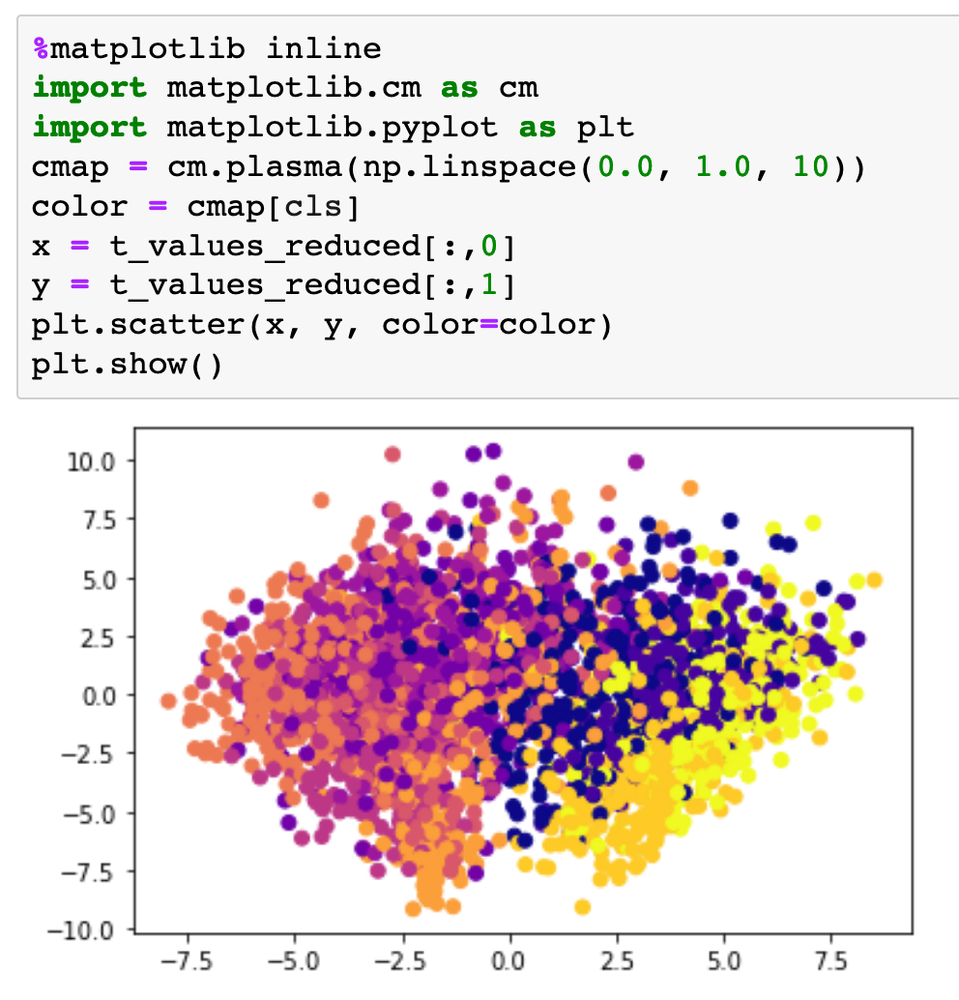 %matplotlib inline
import matplotlib.cm as cm
import matplotlib.pyplot as plt
cmap = cm.plasma(np.linspace(0.0, 1.0, 10))
color = cmap[cls]
x = t_values_reduced[:,0]
y = t_values_reduced[:,1]
plt.scatter(x, y, color=color)
plt.show()
10.0
7.5
5.0
2.5
0.0
−2.5
−5.0
−7.5
−10.0
−7.5 −5.0 −2.5 0.0 2.5 5.0 7.5